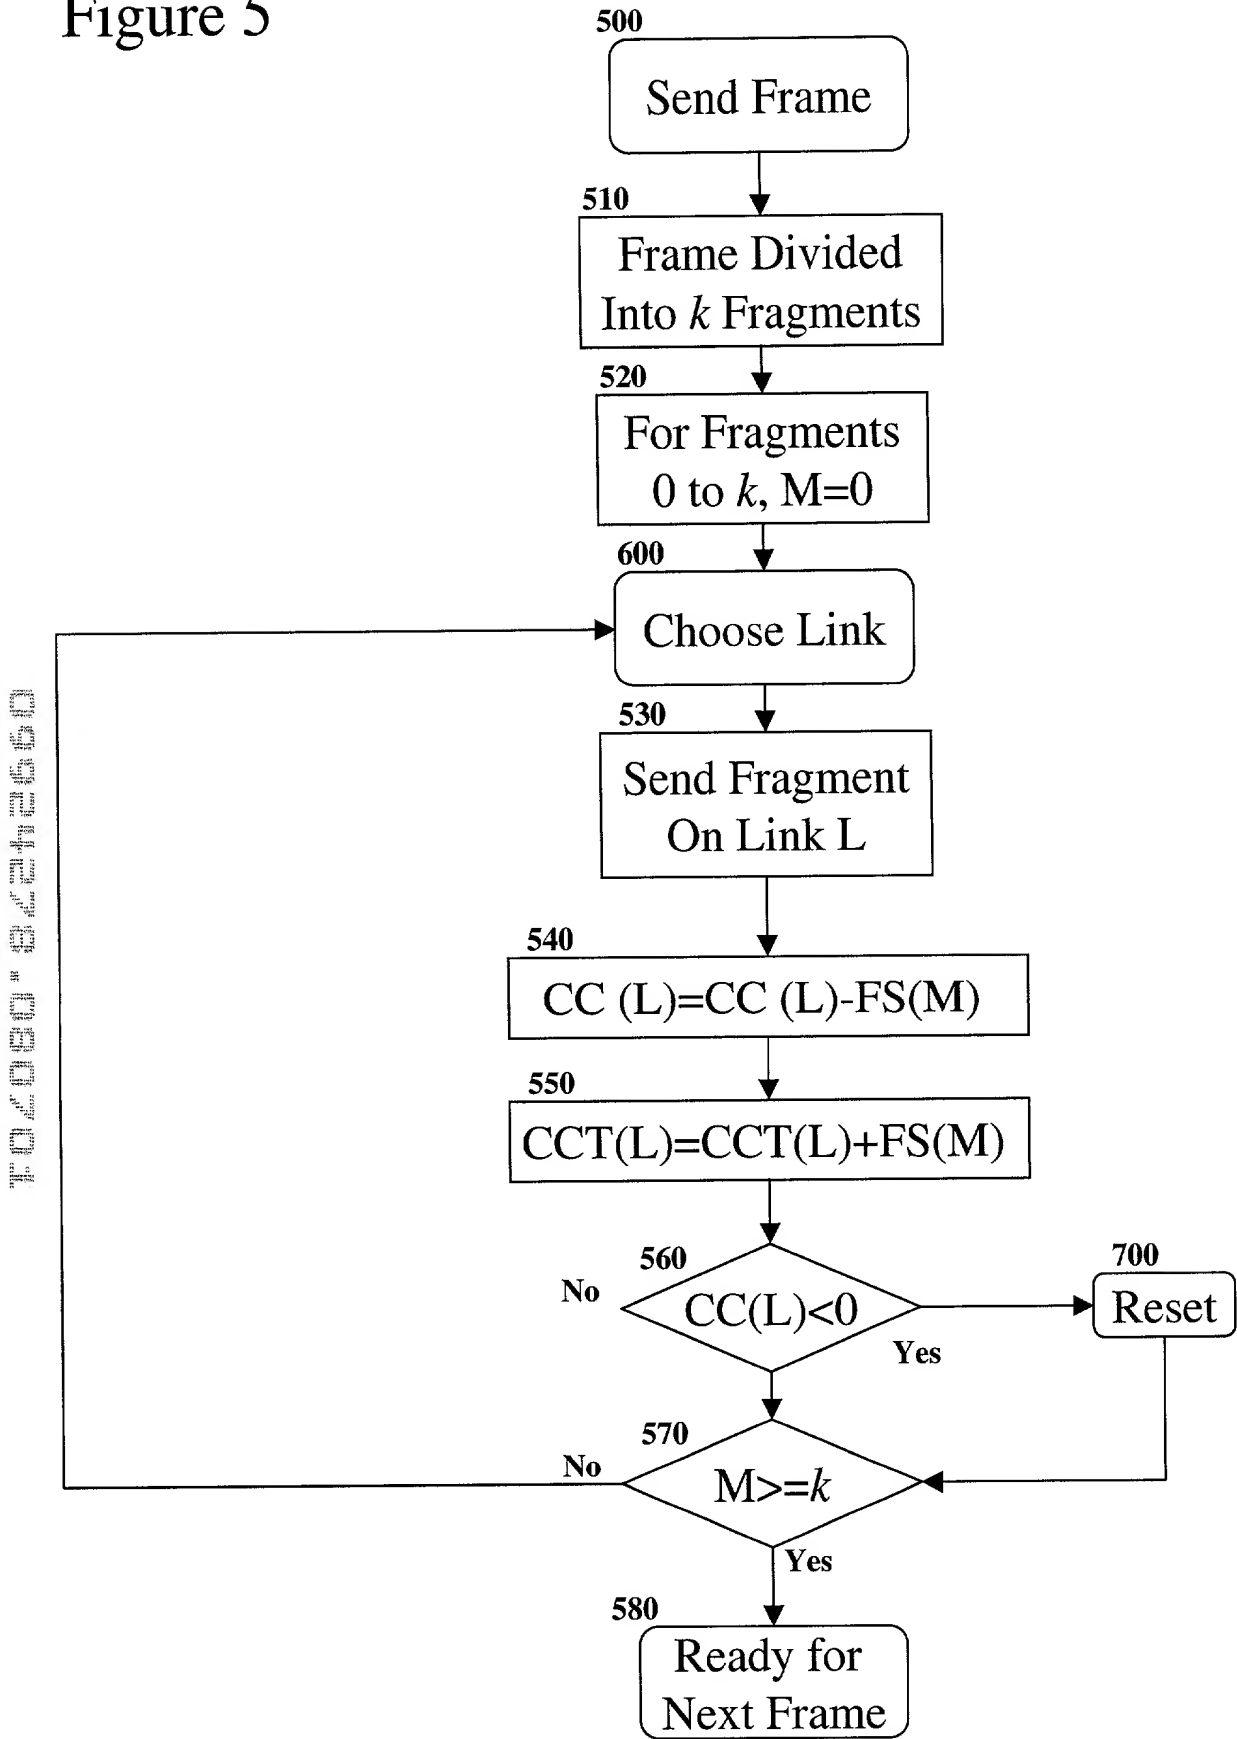 Figure 5
500
Send Frame
510
Frame Divided
Into k Fragments
520
For Fragments
0 to k, M=0
600
Choose Link
530
Send Fragment
On Link L
540
CC (L)=CC (L)-FS(M)
550
CCT(L)=CCT(L)+FS(M)
560
No
CC(L)<0
Yes
700
Reset
570
No
M>=k
Yes
580
Ready for
Next Frame
09924278.080701